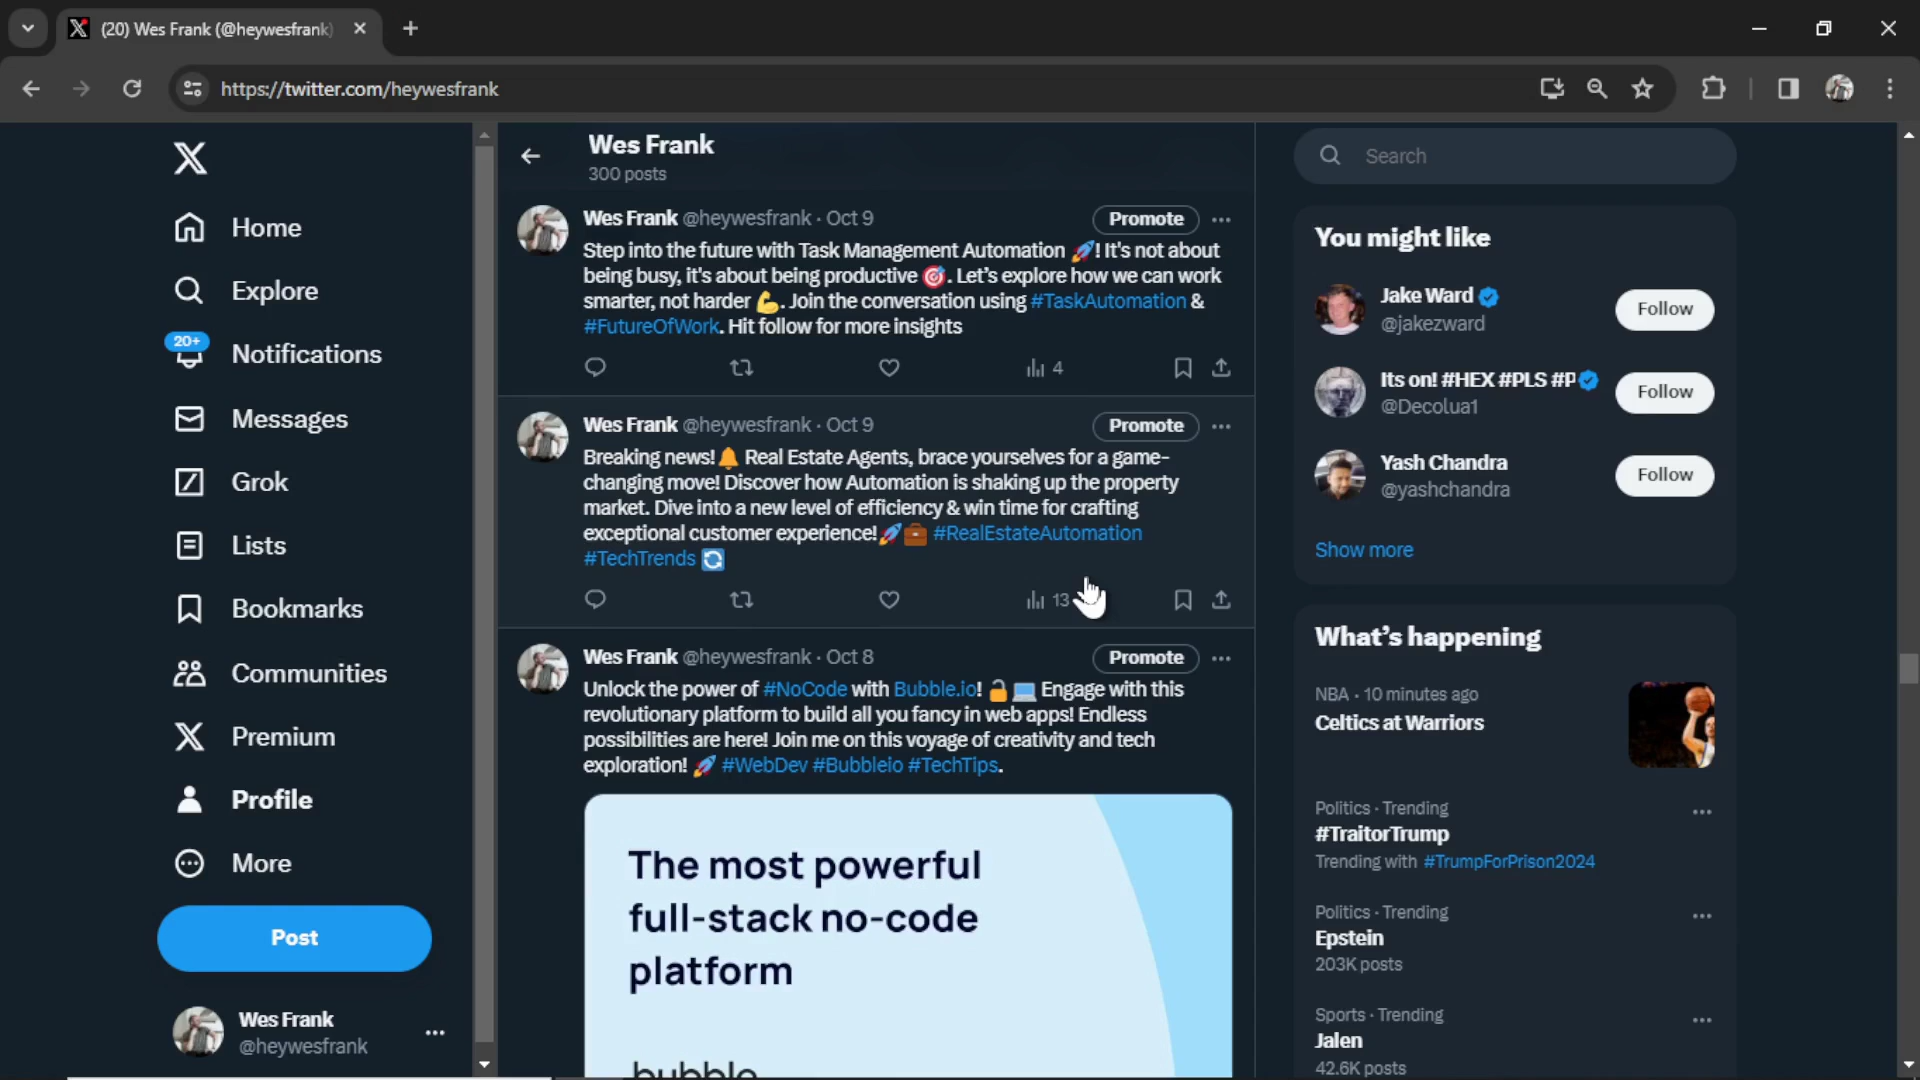 (20) Wes Frank (@heywesfrank)
https://twitter.com/heywesfrank
Home
Explore
20+
Notifications
Messages
Grok
Lists
Bookmarks
Communities
Premium
Profile
More
Post
Wes Frank
@heywesfrank
Wes Frank
300 posts
Wes Frank @heywesfrank · Oct 9
Promote
Step into the future with Task Management Automation 🚀! It's not about
being busy, it's about being productive 🎯. Let's explore how we can work
smarter, not harder 💪. Join the conversation using #TaskAutomation &
#FutureOfWork. Hit follow for more insights
4
Wes Frank @heywesfrank · Oct 9
Promote
Breaking news!🔔 Real Estate Agents, brace yourselves for a game-
changing move! Discover how Automation is shaking up the property
market. Dive into a new level of efficiency & win time for crafting
exceptional customer experience!🚀💼 #RealEstateAutomation
#TechTrends 🔄
13
Wes Frank @heywesfrank · Oct 8
Promote
Unlock the power of #NoCode with Bubble.io! 🔓💻 Engage with this
revolutionary platform to build all you fancy in web apps! Endless
possibilities are here! Join me on this voyage of creativity and tech
exploration! 🚀 #WebDev #Bubbleio #TechTips.
The most powerful
full-stack no-code
platform
bubble
Search
You might like
Jake Ward
@jakezward
Follow
Its on! #HEX #PLS #P
@Decolua1
Follow
Yash Chandra
@yashchandra
Follow
Show more
What's happening
NBA · 10 minutes ago
Celtics at Warriors
Politics · Trending
#TraitorTrump
Trending with #TrumpForPrison2024
Politics · Trending
Epstein
203K posts
Sports · Trending
Jalen
42.6K posts